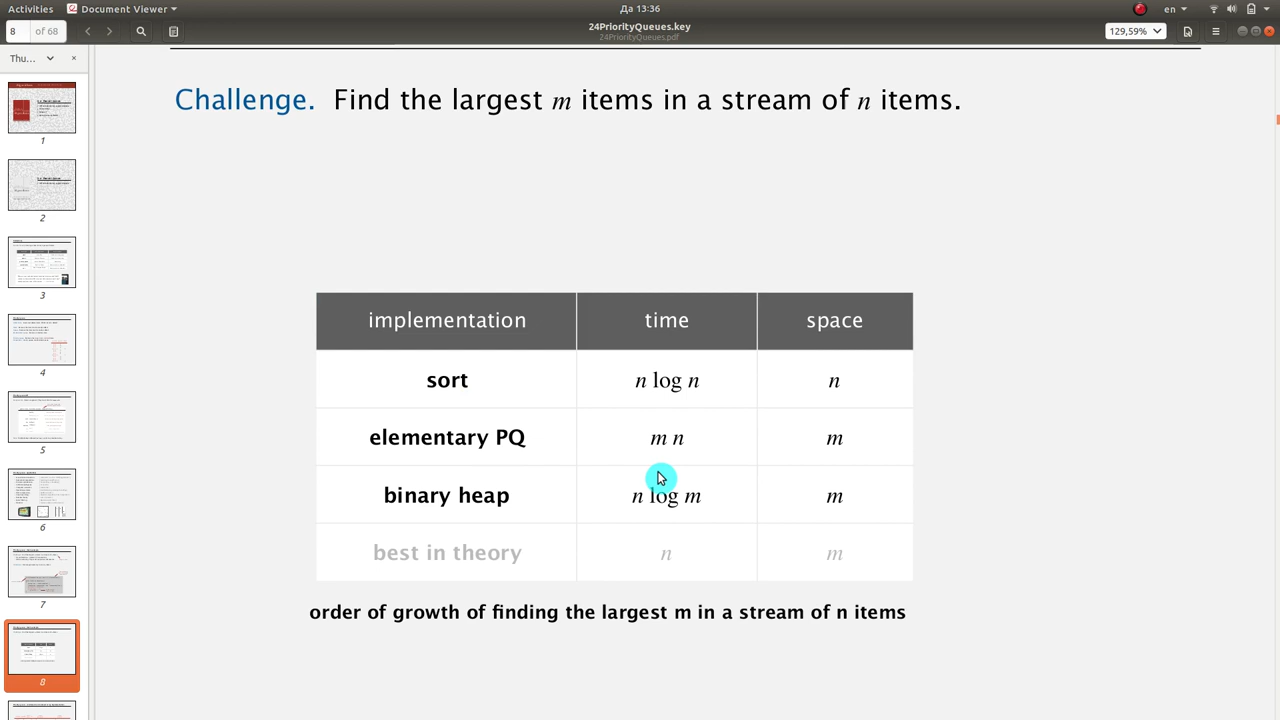 Activities
Document Viewer
Да 13:36
en
8
of 68
24PriorityQueues.key
24PriorityQueues.pdf
129,59%
Thu...
1
2
3
4
5
6
7
8
Challenge. Find the largest m items in a stream of n items.
implementation time space
sort n log n n
elementary PQ m n m
binary heap n log m m
best in theory n m
order of growth of finding the largest m in a stream of n items